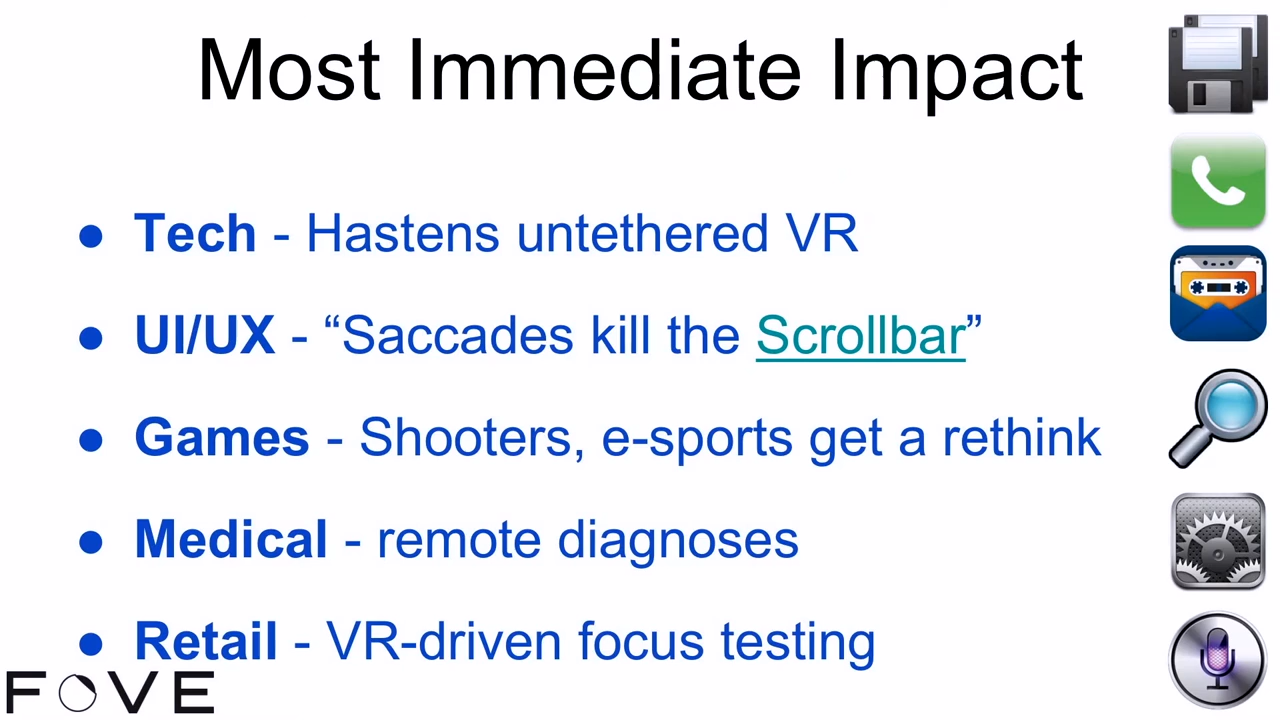 Most Immediate Impact
● Tech - Hastens untethered VR
● UI/UX - “Saccades kill the Scrollbar”
● Games - Shooters, e-sports get a rethink
● Medical - remote diagnoses
● Retail - VR-driven focus testing
FOVE